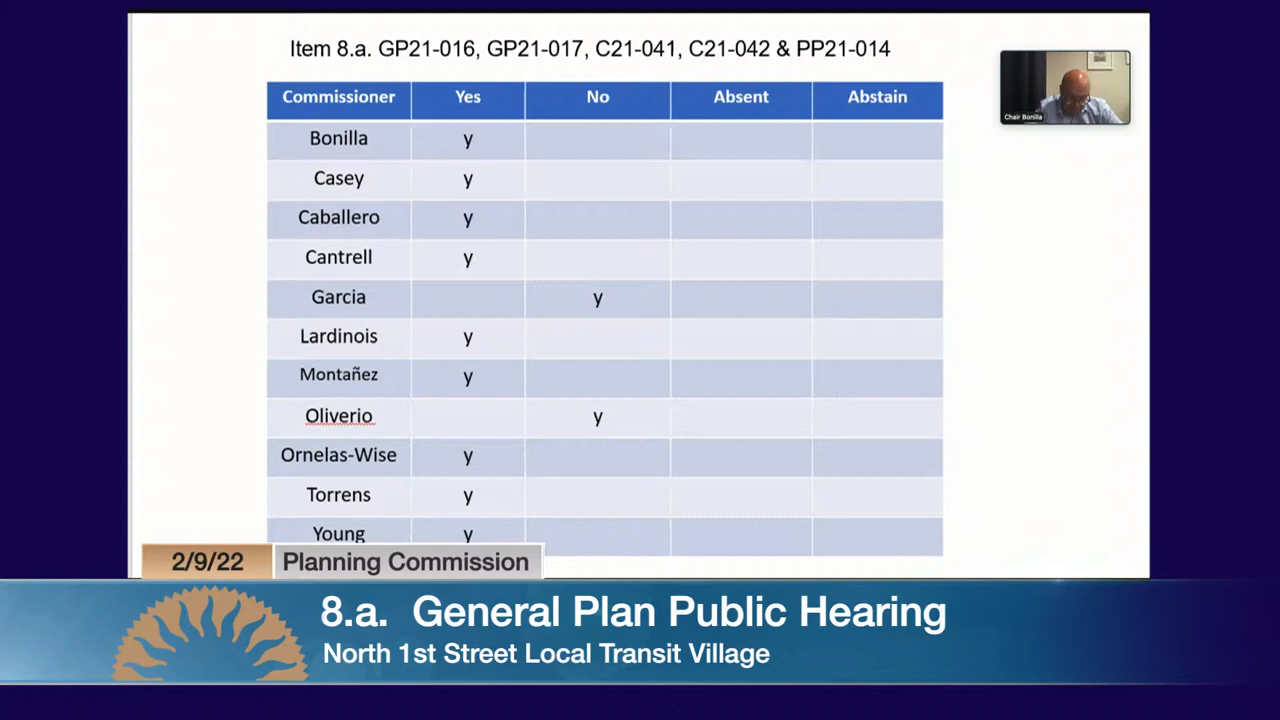 Item 8.a. GP21-016, GP21-017, C21-041, C21-042 & PP21-014
Chair Bonilla
Commissioner Yes No Absent Abstain
Bonilla y
Casey y
Caballero y
Cantrell y
Garcia y
Lardinois y
Montañez y
Oliverio y
Ornelas-Wise y
Torrens y
Young y
2/9/22 Planning Commission
8.a. General Plan Public Hearing
North 1st Street Local Transit Village